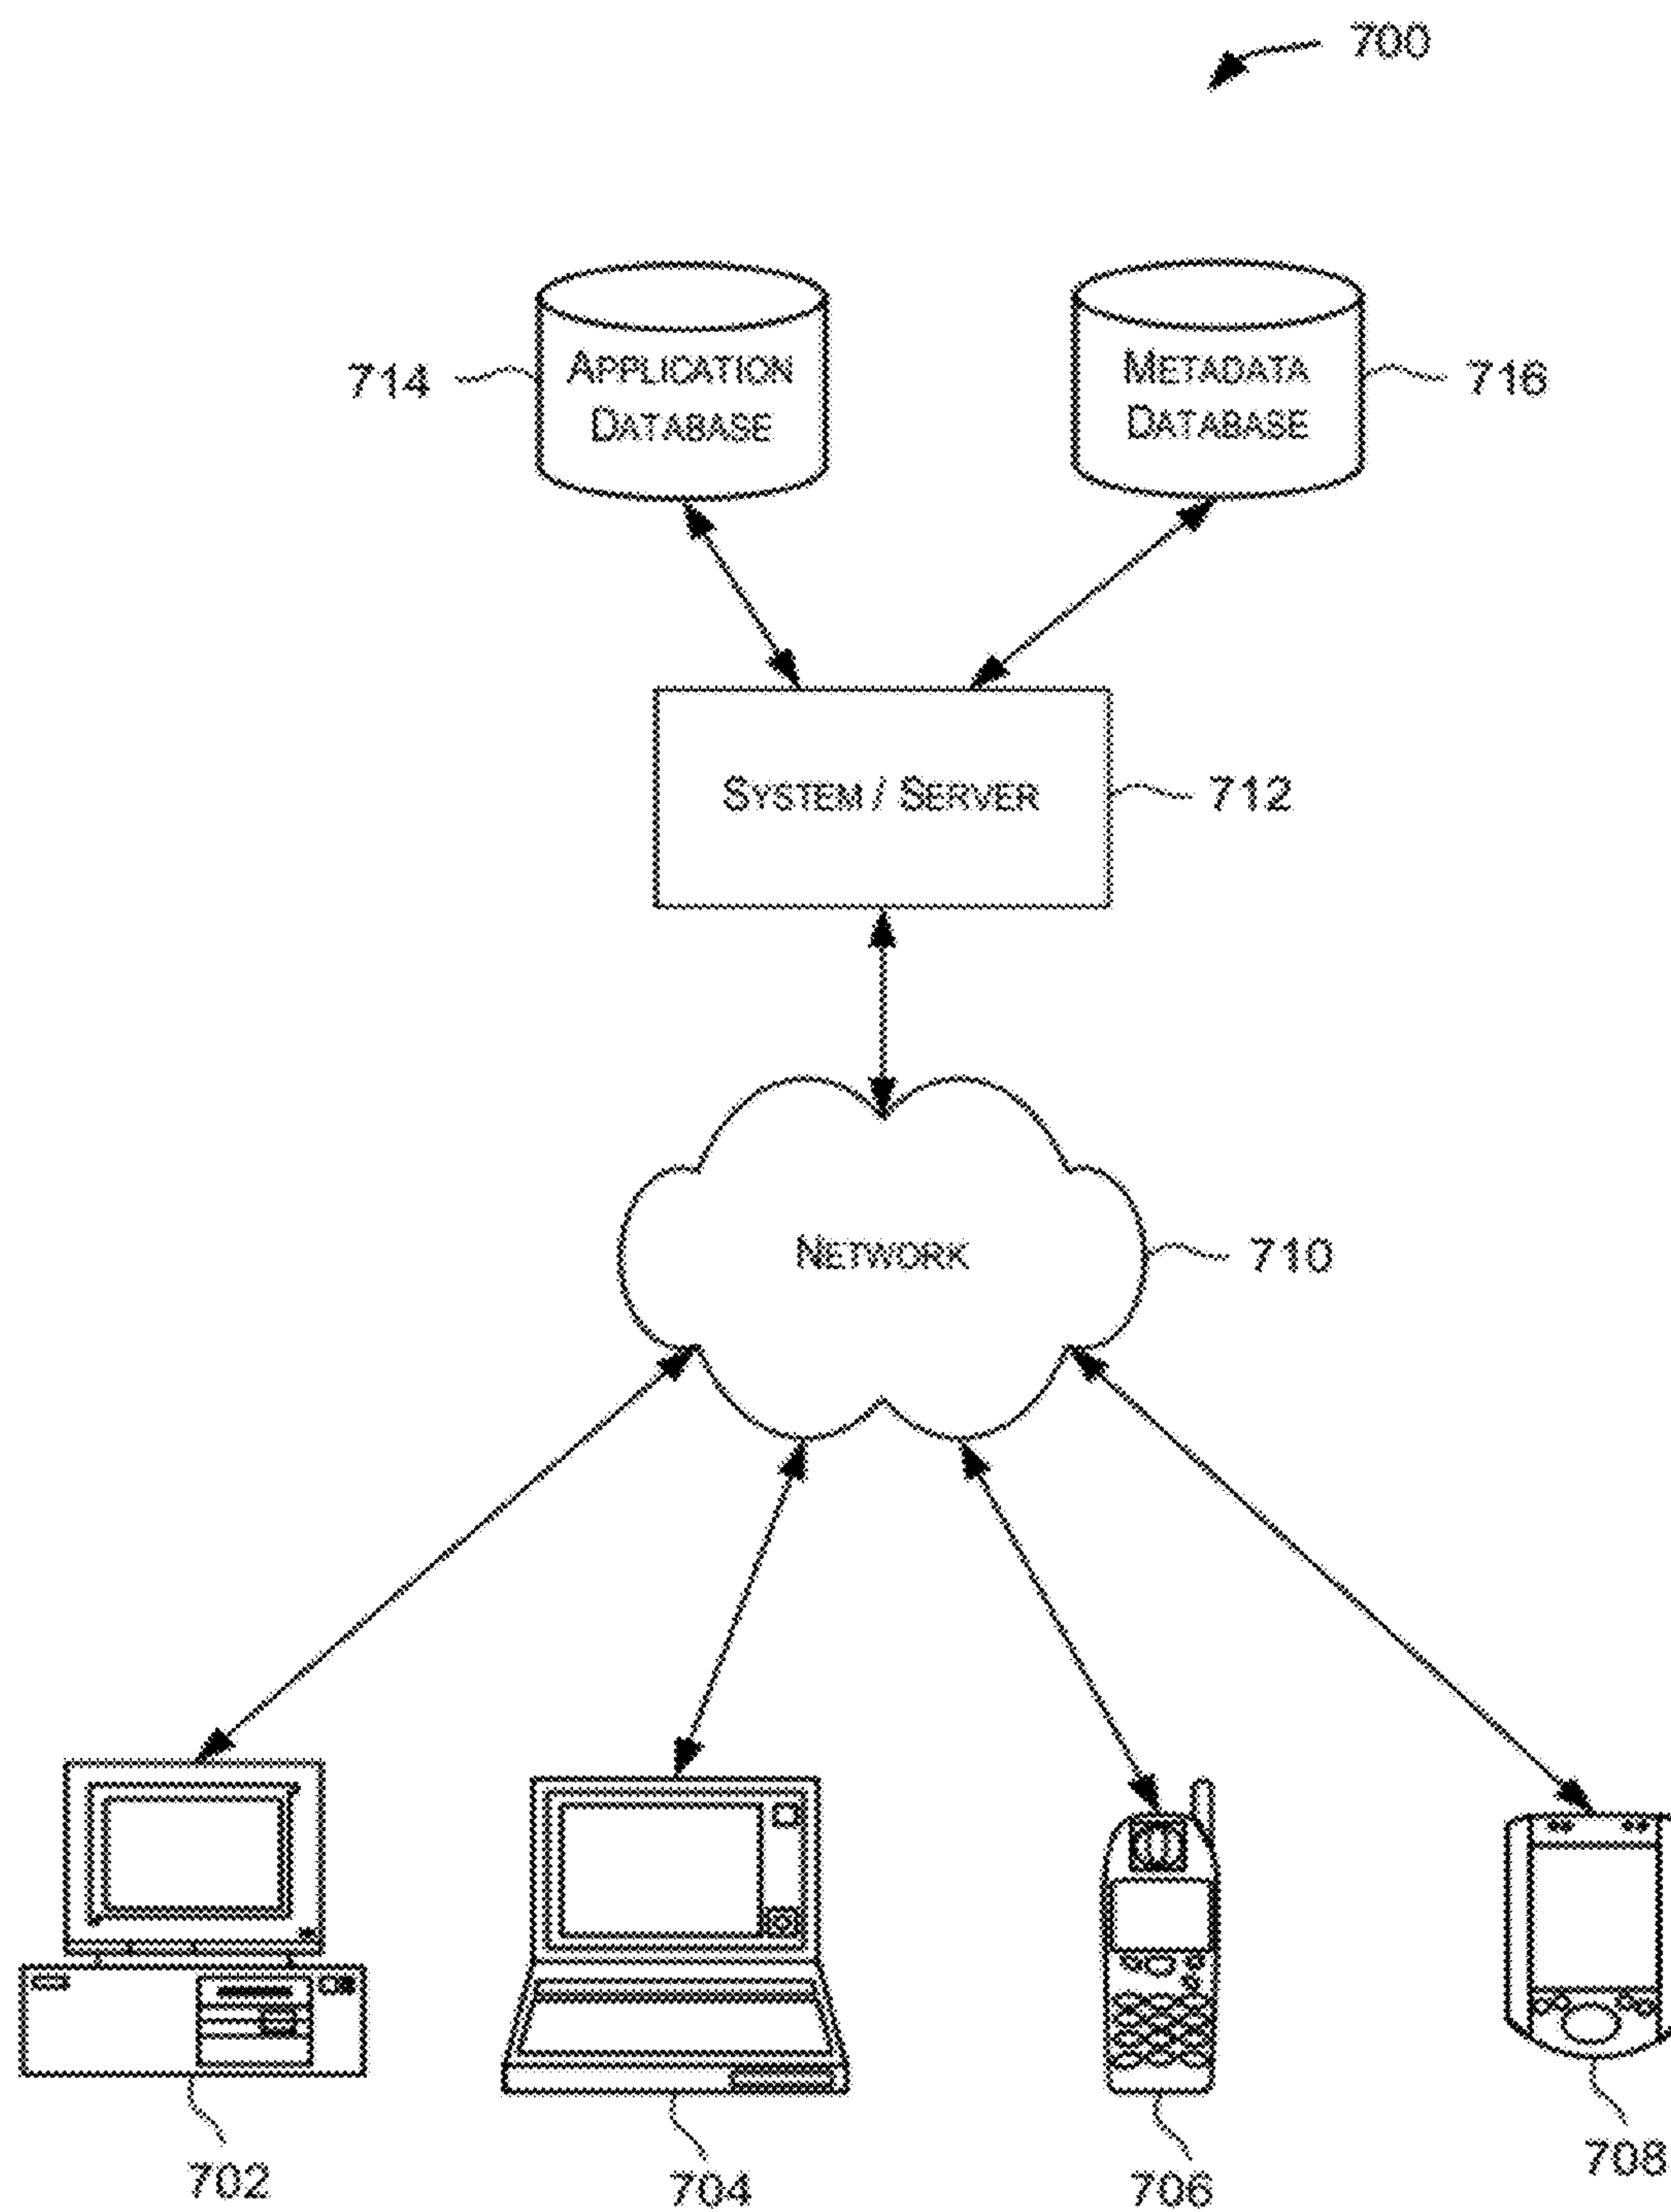 700
714
APPLICATION
DATABASE
METADATA
DATABASE
716
SYSTEM / SERVER
712
NETWORK
710
702
704
706
708